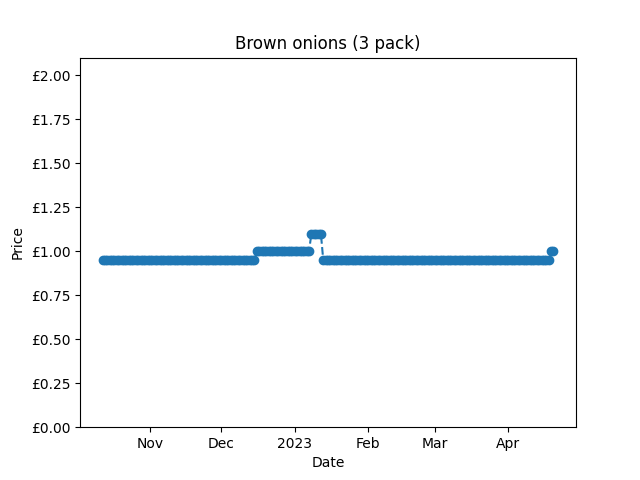 Brown onions (3 pack)
£2.00
£1.75
£1.50
£1.25
£1.00
£0.75
£0.50
£0.25
£0.00
Price
Nov Dec 2023 Feb Mar Apr
Date